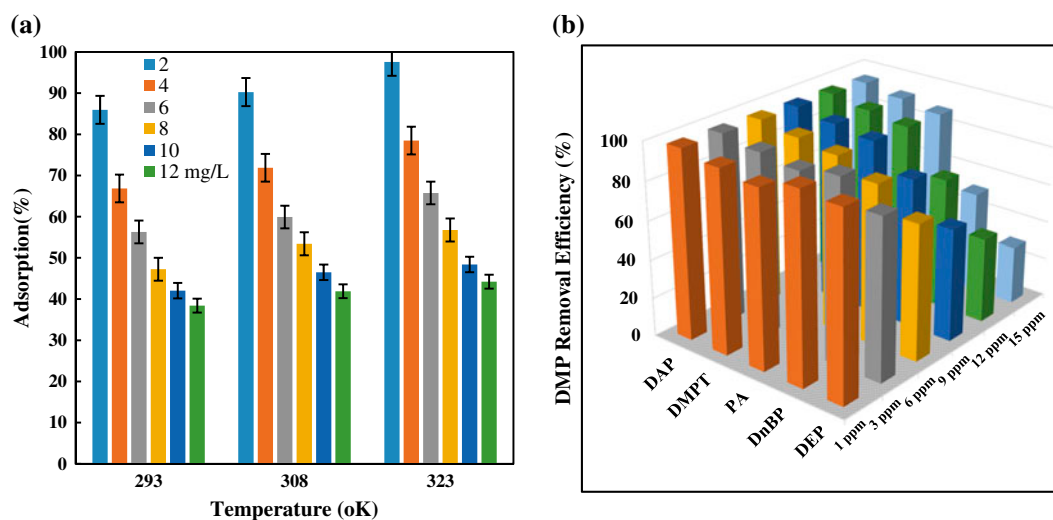 (a)
100
90
80
70
60
50
40
30
20
10
0
Adsorption(%)
2
4
6
8
10
12 mg/L
293
308
323
Temperature (oK)
(b)
DMP Removal Efficiency (%)
100
80
60
40
20
0
DAP
DMPT
PA
DnBP
DEP
1 ppm
3 ppm
6 ppm
9 ppm
12 ppm
15 ppm